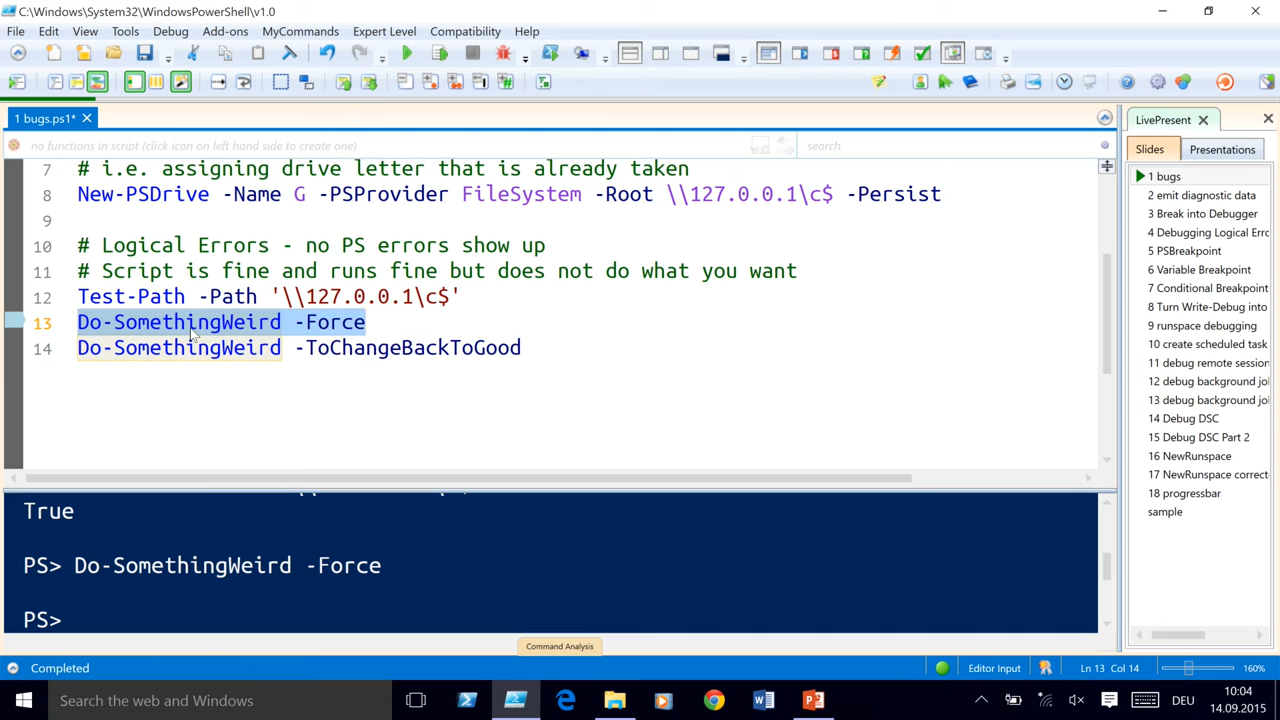 C:\Windows\System32\WindowsPowerShell\v1.0
File Edit View Tools Debug Add-ons MyCommands Expert Level Compatibility Help
1 bugs.ps1*
no functions in script (click icon on left hand side to create one)
search
7 # i.e. assigning drive letter that is already taken
8 New-PSDrive -Name G -PSProvider FileSystem -Root \\127.0.0.1\c$ -Persist
9
10 # Logical Errors - no PS errors show up
11 # Script is fine and runs fine but does not do what you want
12 Test-Path -Path '\\127.0.0.1\c$'
13 Do-SomethingWeird -Force
14 Do-SomethingWeird -ToChangeBackToGood
True
PS> Do-SomethingWeird -Force
PS>
Command Analysis
LivePresent
Slides Presentations
1 bugs
2 emit diagnostic data
3 Break into Debugger
4 Debugging Logical Erro
5 PSBreakpoint
6 Variable Breakpoint
7 Conditional Breakpoint
8 Turn Write-Debug into
9 runspace debugging
10 create scheduled task
11 debug remote session
12 debug background jo
13 debug background jo
14 Debug DSC
15 Debug DSC Part 2
16 NewRunspace
17 NewRunspace correct
18 progressbar
sample
Completed
Editor Input
Ln 13 Col 14
160%
Search the web and Windows
DEU
10:04
14.09.2015